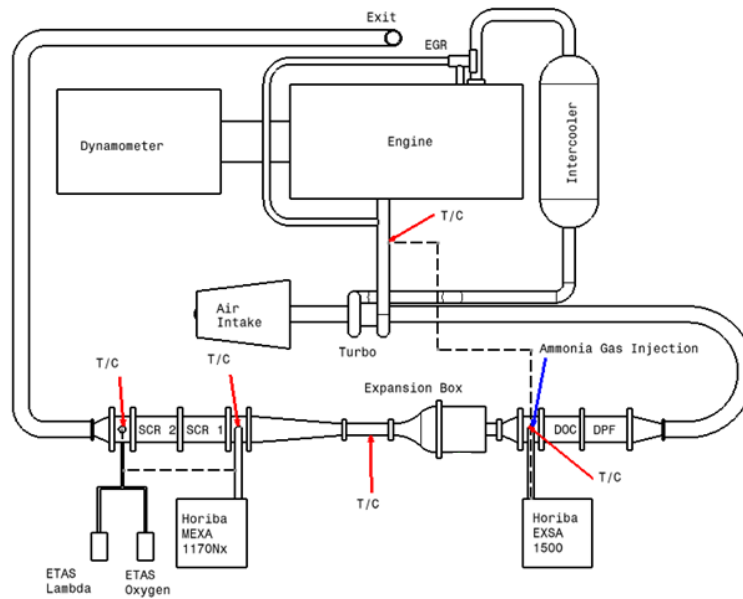 Exit
EGR
Dynamometer
Engine
Intercooler
T/C
Air
Intake
Turbo
Ammonia Gas Injection
T/C
T/C
Expansion Box
SCR 2
SCR 1
DOC
DPF
T/C
T/C
Horiba
MEXA
1170Nx
Horiba
EXSA
1500
ETAS
Lambda
ETAS
Oxygen